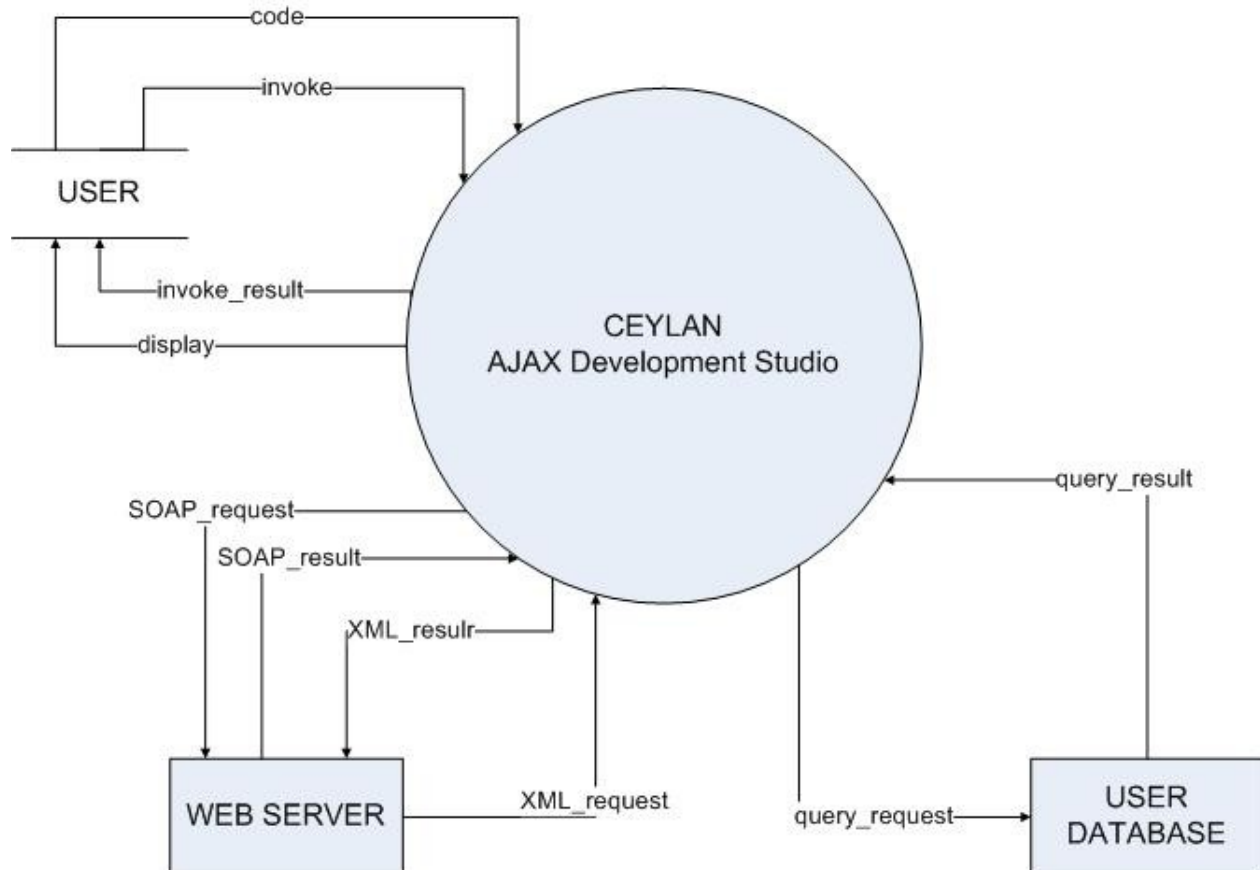 code
invoke
USER
invoke_result
display
CEYLAN
AJAX Development Studio
query_result
SOAP_request
SOAP_result
XML_resulr
WEB SERVER
XML_request
query_request
USER
DATABASE